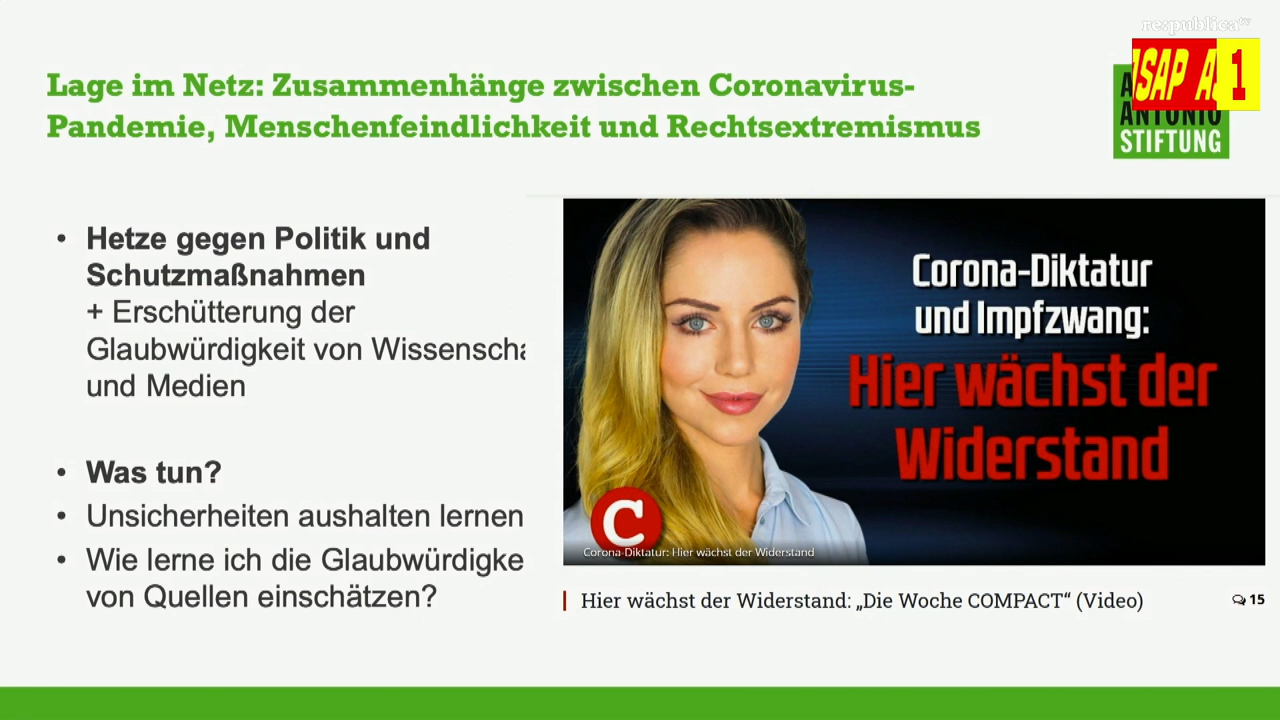 re:publica
ASAP
1
Lage im Netz: Zusammenhänge zwischen Coronavirus-
Pandemie, Menschenfeindlichkeit und Rechtsextremismus
ANTONIO
STIFTUNG
• Hetze gegen Politik und
Schutzmaßnahmen
+ Erschütterung der
Glaubwürdigkeit von Wissenscha
und Medien
• Was tun?
• Unsicherheiten aushalten lernen
• Wie lerne ich die Glaubwürdigke
von Quellen einschätzen?
Corona-Diktatur
und Impfzwang:
Hier wächst der
Widerstand
C
Corona-Diktatur: Hier wächst der Widerstand
Hier wächst der Widerstand: „Die Woche COMPACT“ (Video)
15